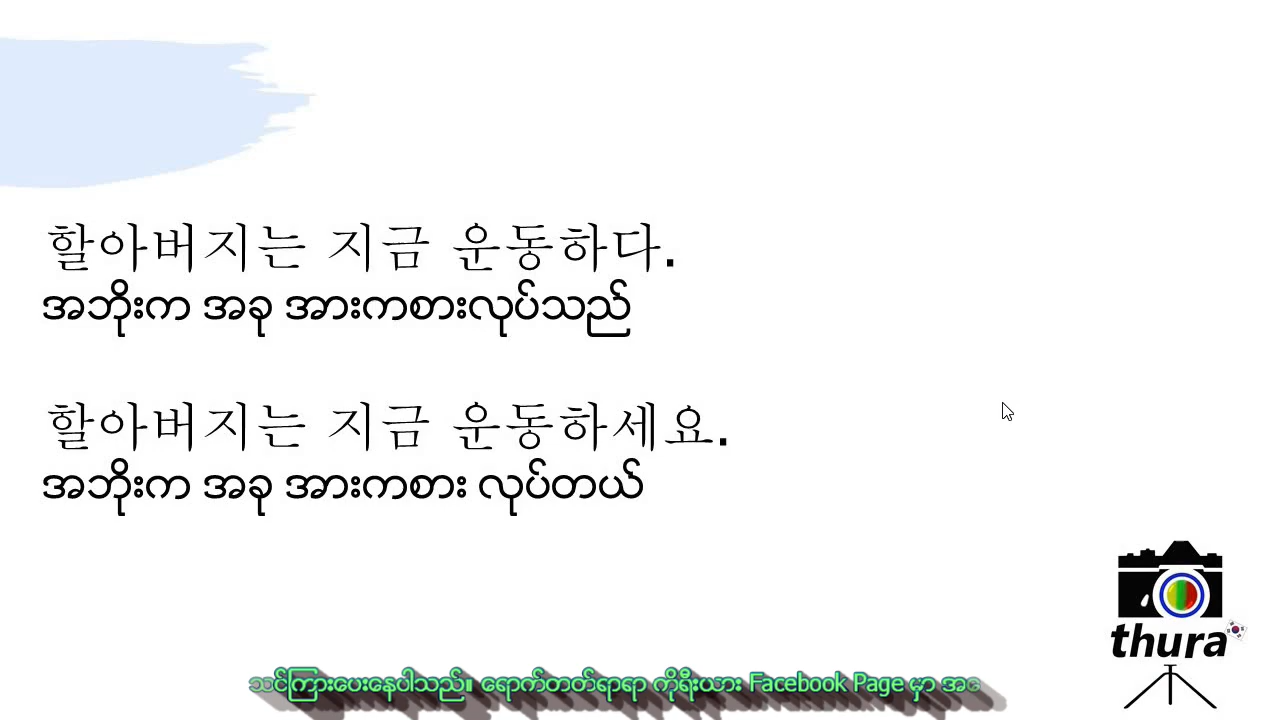 할아버지는 지금 운동하다.
အဘိုးက အခု အားကစားလုပ်သည်
할아버지는 지금 운동하세요.
အဘိုးက အခု အားကစား လုပ်တယ်
thura
သင်ကြားပေးနေပါသည်။ ရောက်တတ်ရာရာ ကိုရီးယား Facebook Page မှာ